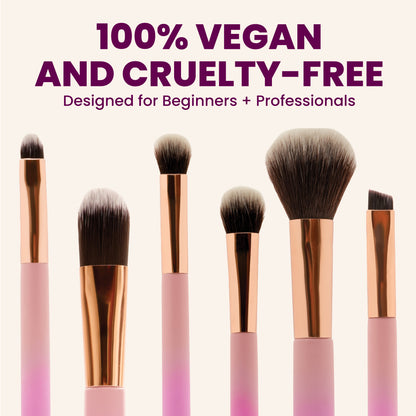 100% VEGAN
AND CRUELTY-FREE
Designed for Beginners + Professionals